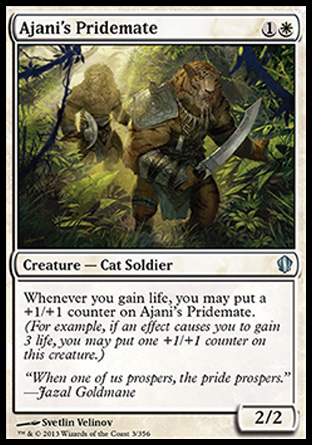 Ajani's Pridemate 1
Creature — Cat Soldier
Whenever you gain life, you may put a
+1/+1 counter on Ajani's Pridemate.
(For example, if an effect causes you to gain
3 life, you may put one +1/+1 counter on
this creature.)
"When one of us prospers, the pride prospers."
—Jazal Goldmane
2/2
Svetlin Velinov
™ & © 2013 Wizards of the Coast 3/356